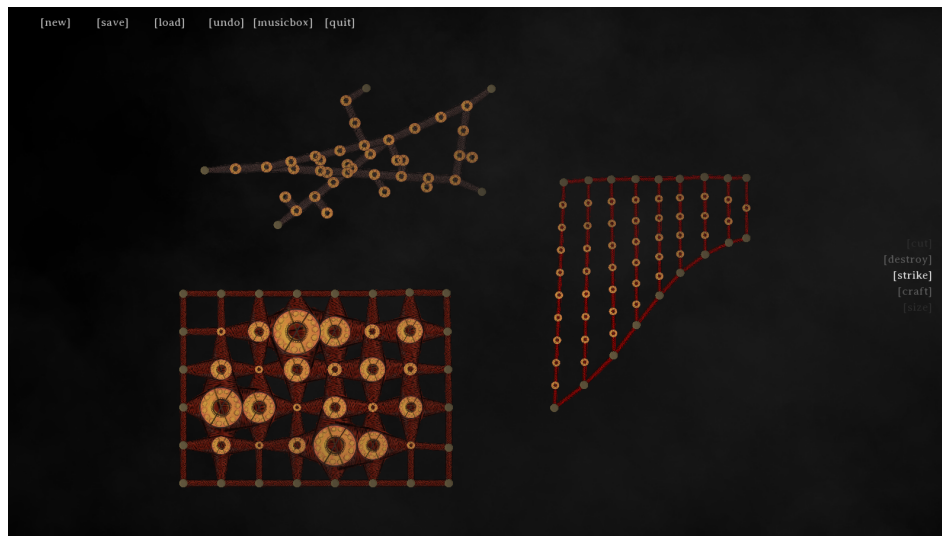 [new] [save] [load] [undo] [musicbox] [quit]
[cut]
[destroy]
[strike]
[craft]
[size]